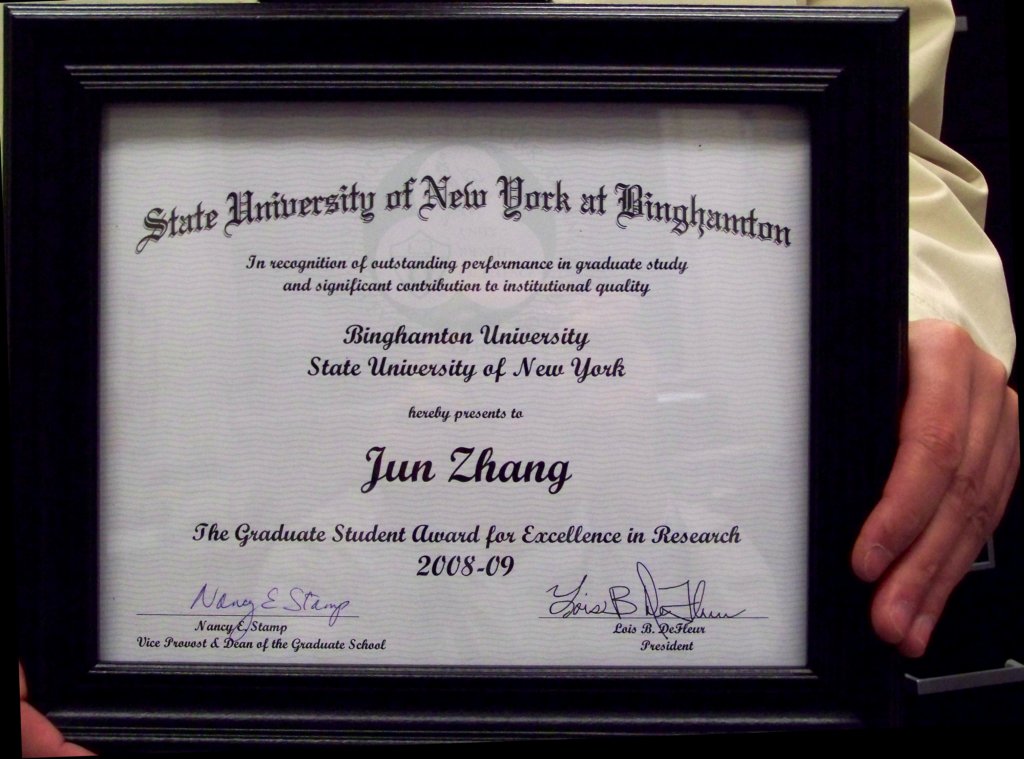 State University of New York at Binghamton
In recognition of outstanding performance in graduate study
and significant contribution to institutional quality
Binghamton University
State University of New York
hereby presents to
Jun Zhang
The Graduate Student Award for Excellence in Research
2008-09
Nancy E Stamp
Nancy E. Stamp
Vice Provost & Dean of the Graduate School
Lois B. DeFleur
Lois B. DeFleur
President